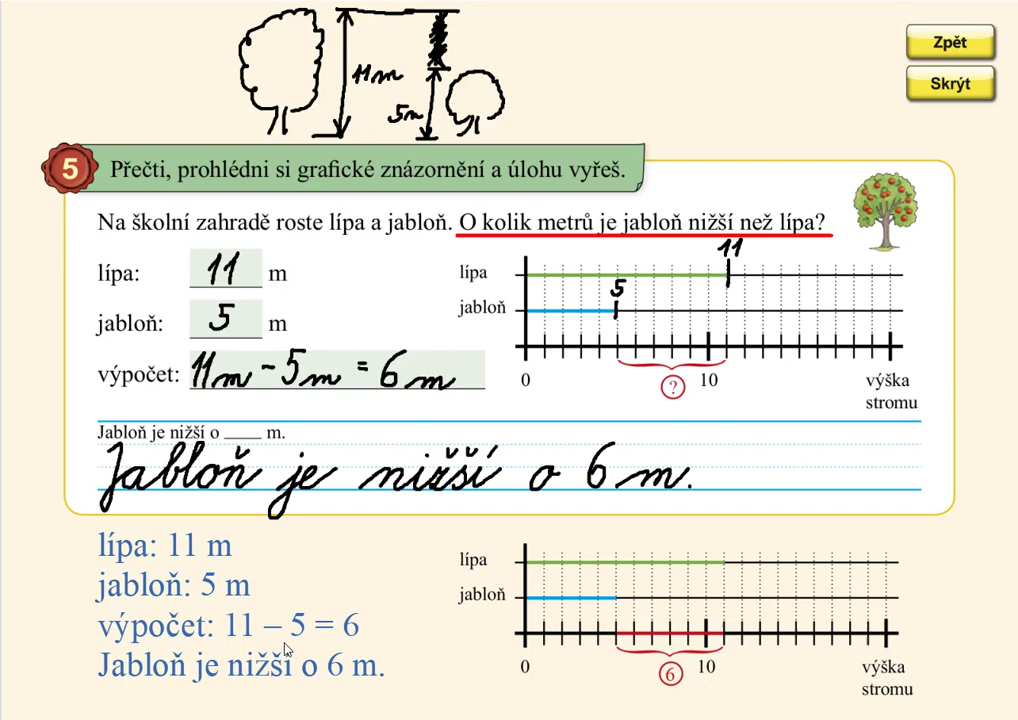 11m
5m
Zpět
Skrýt
5 Přečti, prohlédni si grafické znázornění a úlohu vyřeš.
Na školní zahradě roste lípa a jabloň. O kolik metrů je jabloň nižší než lípa?
lípa: 11 m
jabloň: 5 m
výpočet: 11m - 5m = 6m
11
lípa
5
jabloň
0 10 výška
stromu
?
Jabloň je nižší o ____ m.
Jabloň je nižší o 6 m.
lípa: 11 m
jabloň: 5 m
výpočet: 11 – 5 = 6
Jabloň je nižší o 6 m.
lípa
jabloň
0 10 výška
stromu
6